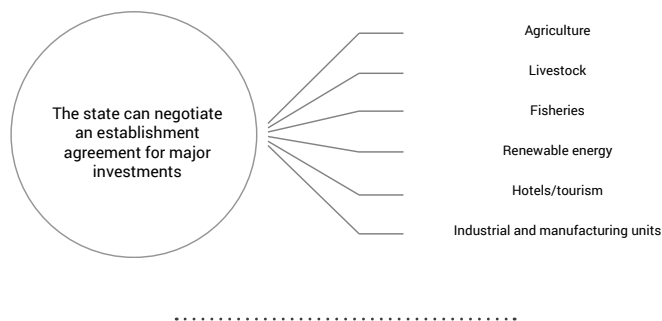 The state can negotiate
an establishment
agreement for major
investments
Agriculture
Livestock
Fisheries
Renewable energy
Hotels/tourism
Industrial and manufacturing units